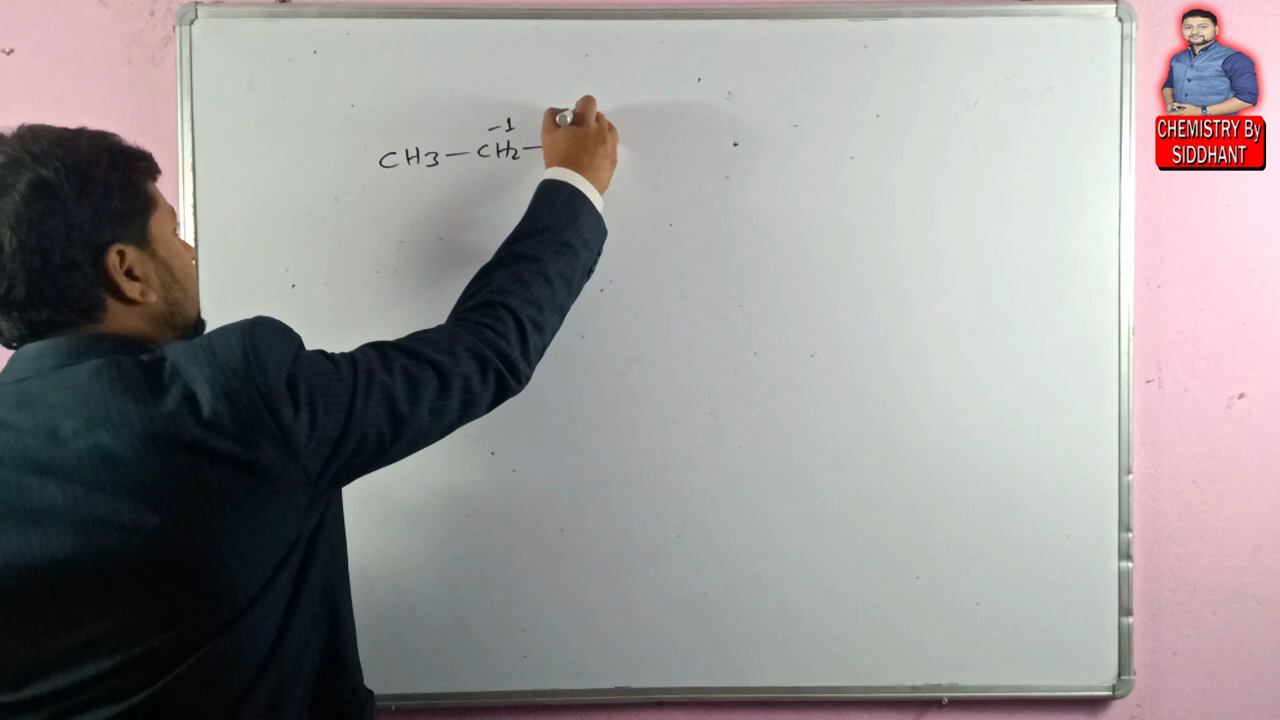 -1
CH3 — CH2 —
CHEMISTRY By
SIDDHANT